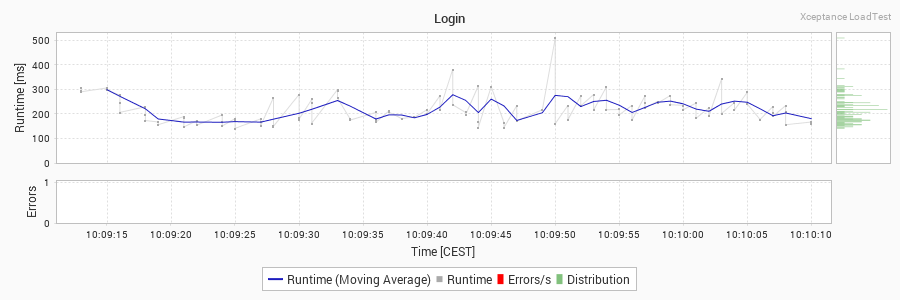 Login
Xceptance LoadTest
Runtime [ms]
500
400
300
200
100
0
Errors
1
0
10:09:15 10:09:20 10:09:25 10:09:30 10:09:35 10:09:40 10:09:45 10:09:50 10:09:55 10:10:00 10:10:05 10:10:10
Time [CEST]
Runtime (Moving Average) Runtime Errors/s Distribution